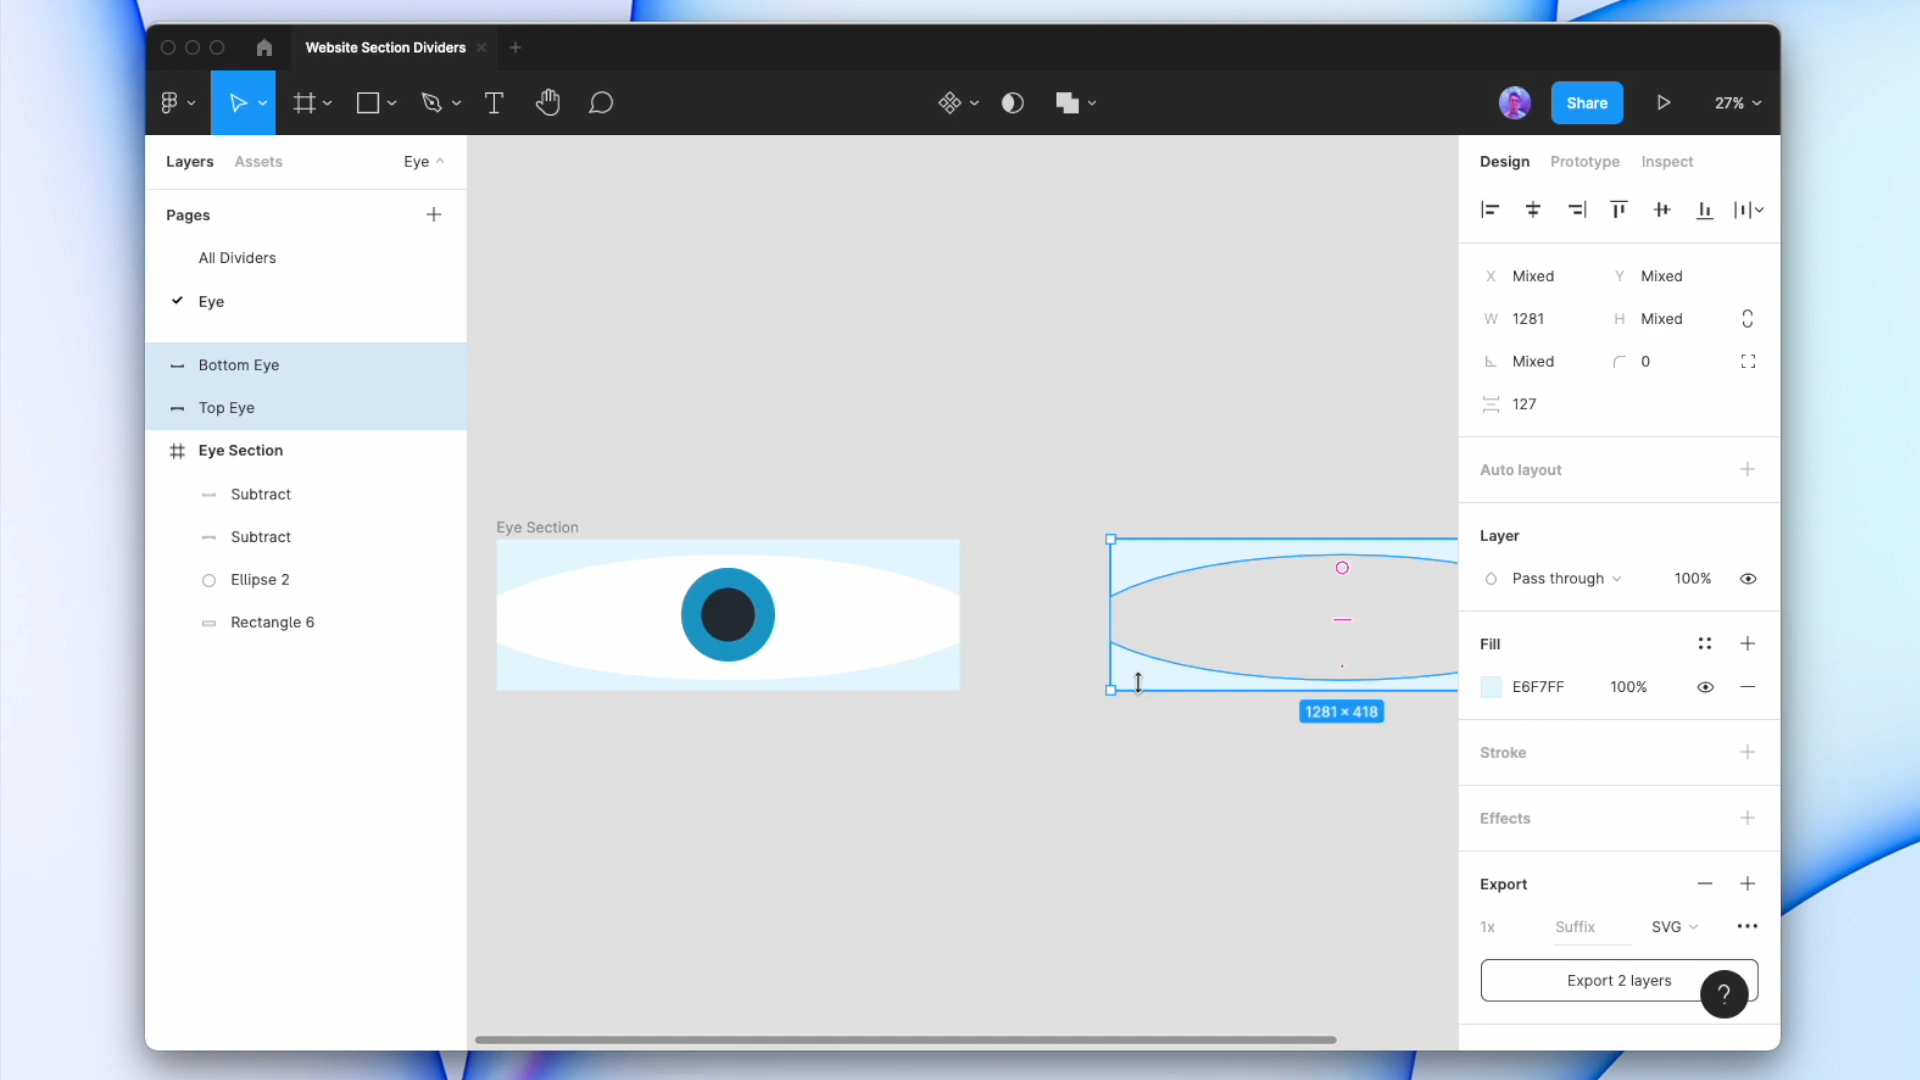 Website Section Dividers
Share
27%
Layers
Assets
Eye
Pages
All Dividers
Eye
Bottom Eye
Top Eye
Eye Section
Subtract
Subtract
Ellipse 2
Rectangle 6
Eye Section
1281 × 418
Design
Prototype
Inspect
X Mixed
Y Mixed
W 1281
H Mixed
Mixed
0
127
Auto layout
Layer
Pass through
100%
Fill
E6F7FF
100%
Stroke
Effects
Export
1x
Suffix
SVG
Export 2 layers
?